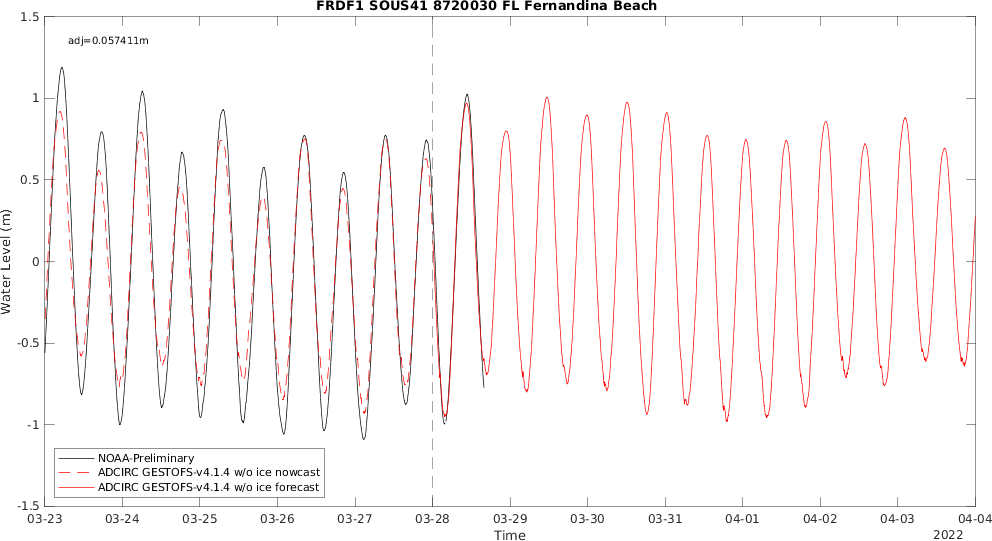 FRDF1 SOUS41 8720030 FL Fernandina Beach
adj=0.057411m
1.5
1
0.5
0
-0.5
-1
-1.5
Water Level (m)
NOAA-Preliminary
ADCIRC GESTOFS-v4.1.4 w/o ice nowcast
ADCIRC GESTOFS-v4.1.4 w/o ice forecast
03-23 03-24 03-25 03-26 03-27 03-28 03-29 03-30 03-31 04-01 04-02 04-03 04-04
Time
2022